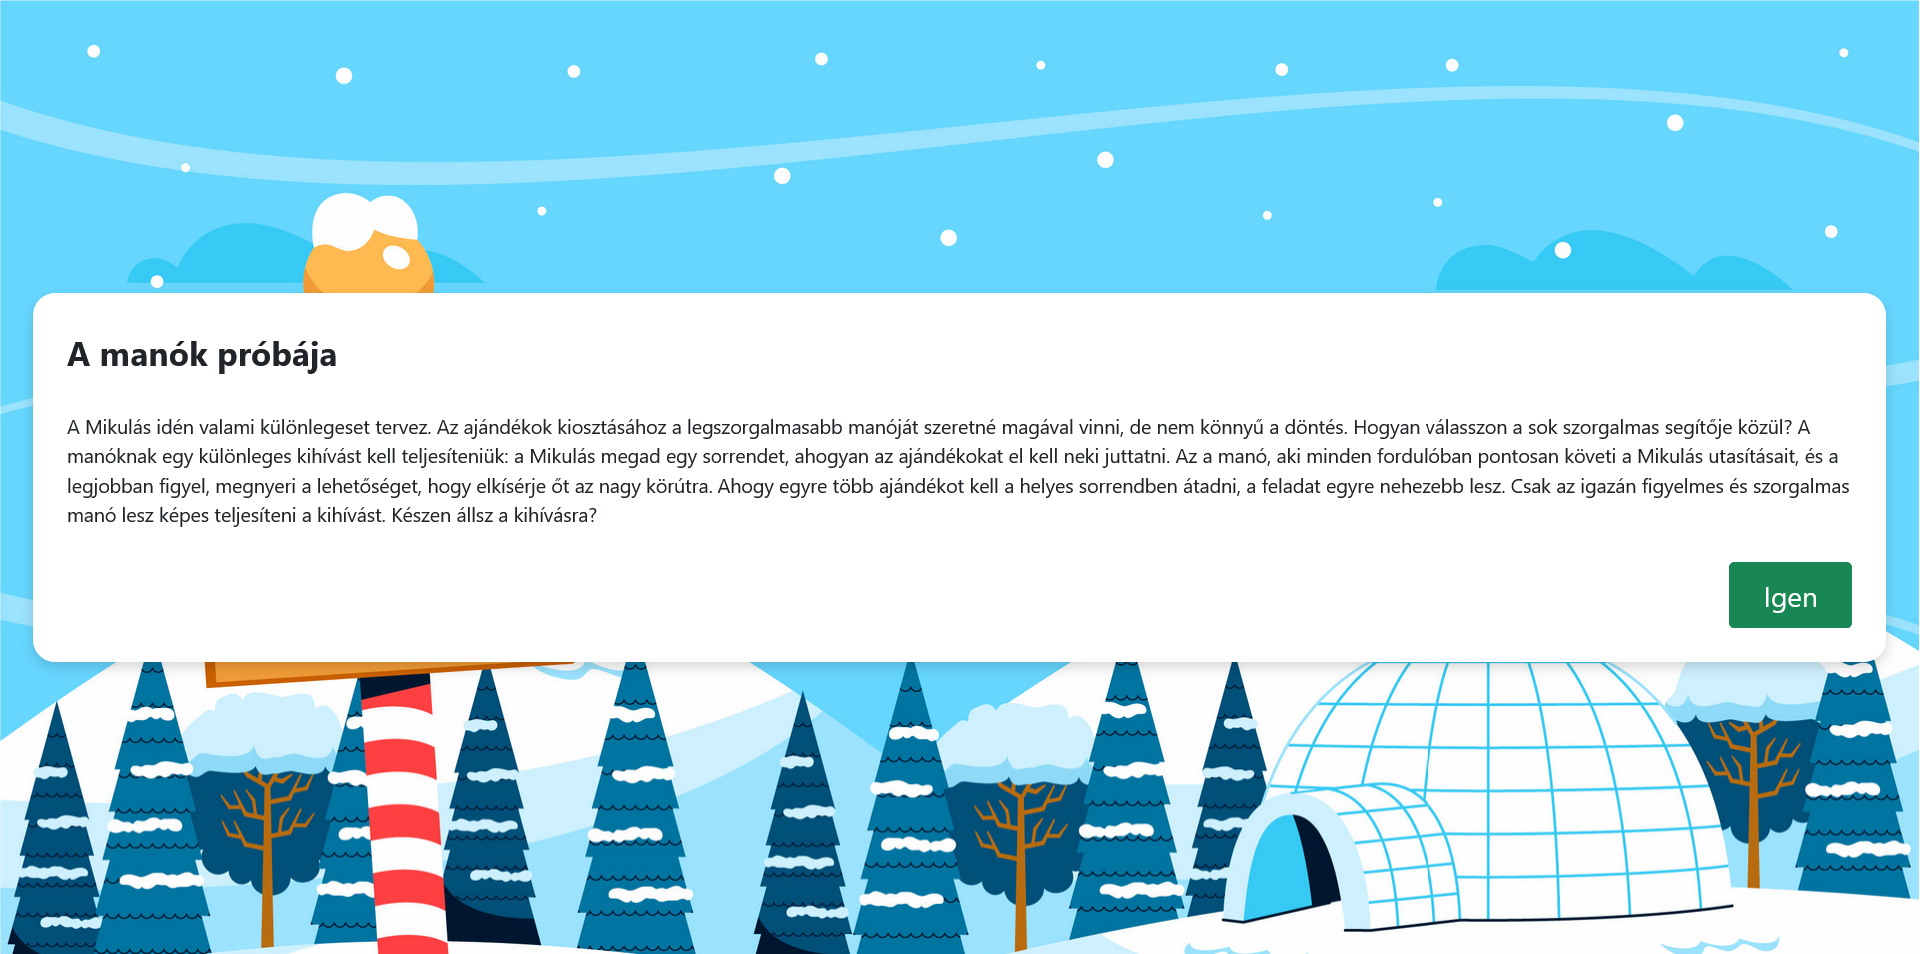 A manók próbája
A Mikulás idén valami különlegeset tervez. Az ajándékok kiosztásához a legszorgalmasabb manóját szeretné magával vinni, de nem könnyű a döntés. Hogyan válasszon a sok szorgalmas segítője közül? A
manóknak egy különleges kihívást kell teljesíteniük: a Mikulás megad egy sorrendet, ahogyan az ajándékokat el kell neki juttatni. Az a manó, aki minden fordulóban pontosan követi a Mikulás utasításait, és a
legjobban figyel, megnyeri a lehetőséget, hogy elkísérje őt az nagy körútra. Ahogy egyre több ajándékot kell a helyes sorrendben átadni, a feladat egyre nehezebb lesz. Csak az igazán figyelmes és szorgalmas
manó lesz képes teljesíteni a kihívást. Készen állsz a kihívásra?
Igen